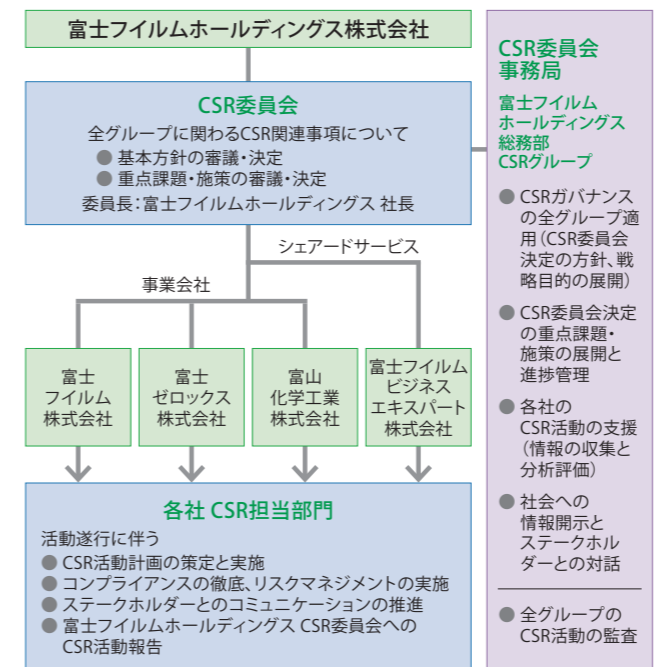 富士フイルムホールディングス株式会社
CSR委員会
全グループに関わるCSR関連事項について
● 基本方針の審議・決定
● 重点課題・施策の審議・決定
委員長：富士フイルムホールディングス 社長
シェアードサービス
事業会社
富士
フイルム
株式会社
富士
ゼロックス
株式会社
富山
化学工業
株式会社
富士フイルム
ビジネス
エキスパート
株式会社
各社 CSR担当部門
活動遂行に伴う
● CSR活動計画の策定と実施
● コンプライアンスの徹底、リスクマネジメントの実施
● ステークホルダーとのコミュニケーションの推進
● 富士フイルムホールディングス CSR委員会への
CSR活動報告
CSR委員会
事務局
富士フイルム
ホールディングス
総務部
CSRグループ
● CSRガバナンス
の全グループ適
用（CSR委員会
決定の方針、戦
略目的の展開）
● CSR委員会決定
の重点課題・
施策の展開と
進捗管理
● 各社の
CSR活動の支援
（情報の収集と
分析評価）
● 社会への
情報開示と
ステークホル
ダーとの対話
● 全グループの
CSR活動の監査